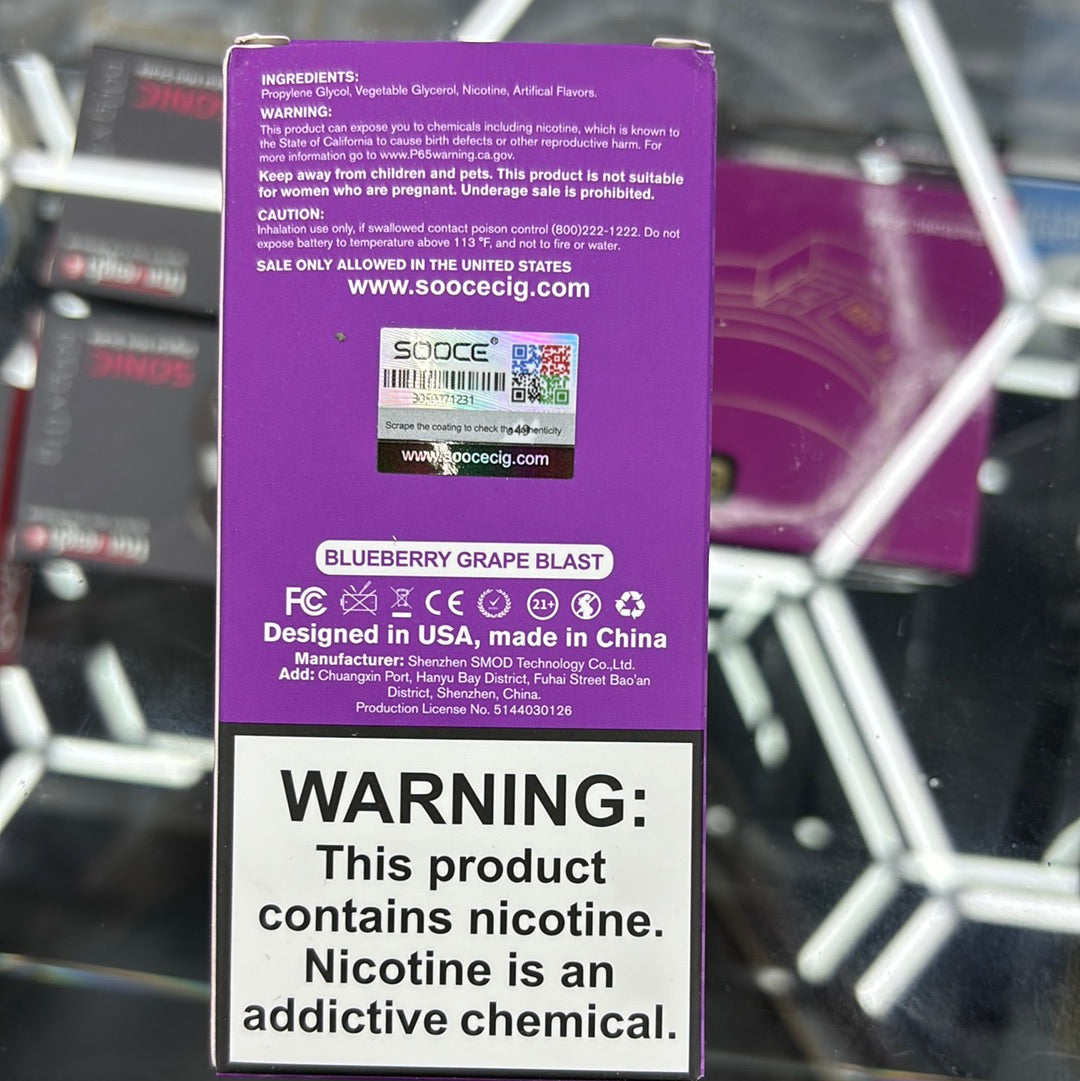 INGREDIENTS:
Propylene Glycol, Vegetable Glycerol, Nicotine, Artifical Flavors.
WARNING:
This product can expose you to chemicals including nicotine, which is known to
the State of California to cause birth defects or other reproductive harm. For
more information go to www.P65warning.ca.gov.
Keep away from children and pets. This product is not suitable
for women who are pregnant. Underage sale is prohibited.
CAUTION:
Inhalation use only, if swallowed contact poison control (800)222-1222. Do not
expose battery to temperature above 113 °F, and not to fire or water.
SALE ONLY ALLOWED IN THE UNITED STATES
www.soocecig.com
SOOCE®
Scrape the coating to check the authenticity
www.soocecig.com
BLUEBERRY GRAPE BLAST
FC CE 21+
Designed in USA, made in China
Manufacturer: Shenzhen SMOD Technology Co.,Ltd.
Add: Chuangxin Port, Hanyu Bay District, Fuhai Street Bao'an
District, Shenzhen, China.
Production License No. 5144030126
WARNING:
This product
contains nicotine.
Nicotine is an
addictive chemical.
SONIC
SONIC